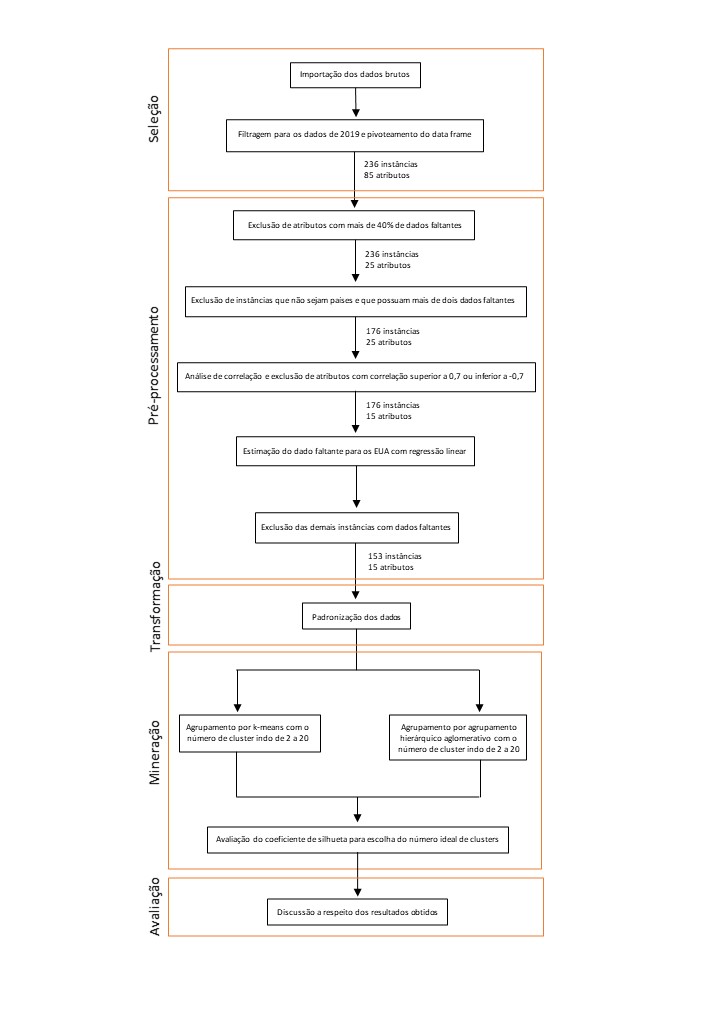 Seleção
Importação dos dados brutos
Filtragem para os dados de 2019 e pivoteamento do data frame
236 instâncias
85 atributos
Pré-processamento
Exclusão de atributos com mais de 40% de dados faltantes
236 instâncias
25 atributos
Exclusão de instâncias que não sejam países e que possuam mais de dois dados faltantes
176 instâncias
25 atributos
Análise de correlação e exclusão de atributos com correlação superior a 0,7 ou inferior a -0,7
176 instâncias
15 atributos
Estimação do dado faltante para os EUA com regressão linear
Exclusão das demais instâncias com dados faltantes
153 instâncias
15 atributos
Transformação
Padronização dos dados
Mineração
Agrupamento por k-means com o
número de cluster indo de 2 a 20
Agrupamento por agrupamento
hierárquico aglomerativo com o
número de cluster indo de 2 a 20
Avaliação do coeficiente de silhueta para escolha do número ideal de clusters
Avaliação
Discussão a respeito dos resultados obtidos